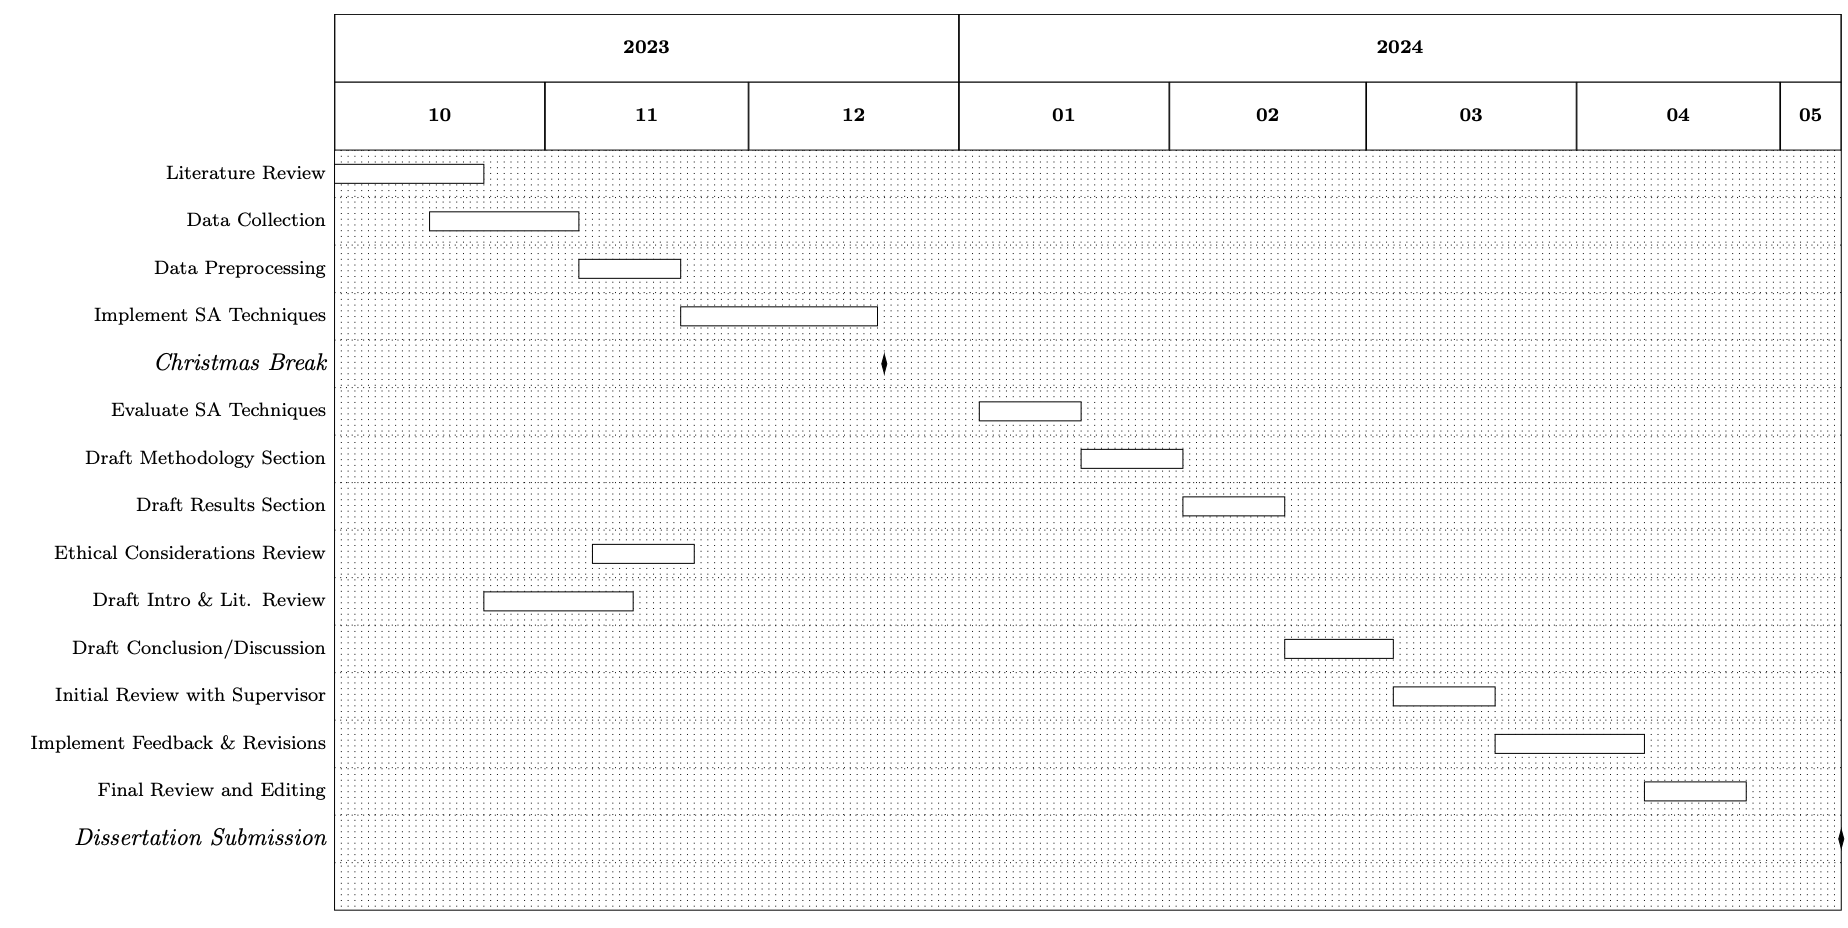 2023 2024
10 11 12 01 02 03 04 05
Literature Review
Data Collection
Data Preprocessing
Implement SA Techniques
Christmas Break
Evaluate SA Techniques
Draft Methodology Section
Draft Results Section
Ethical Considerations Review
Draft Intro & Lit. Review
Draft Conclusion/Discussion
Initial Review with Supervisor
Implement Feedback & Revisions
Final Review and Editing
Dissertation Submission